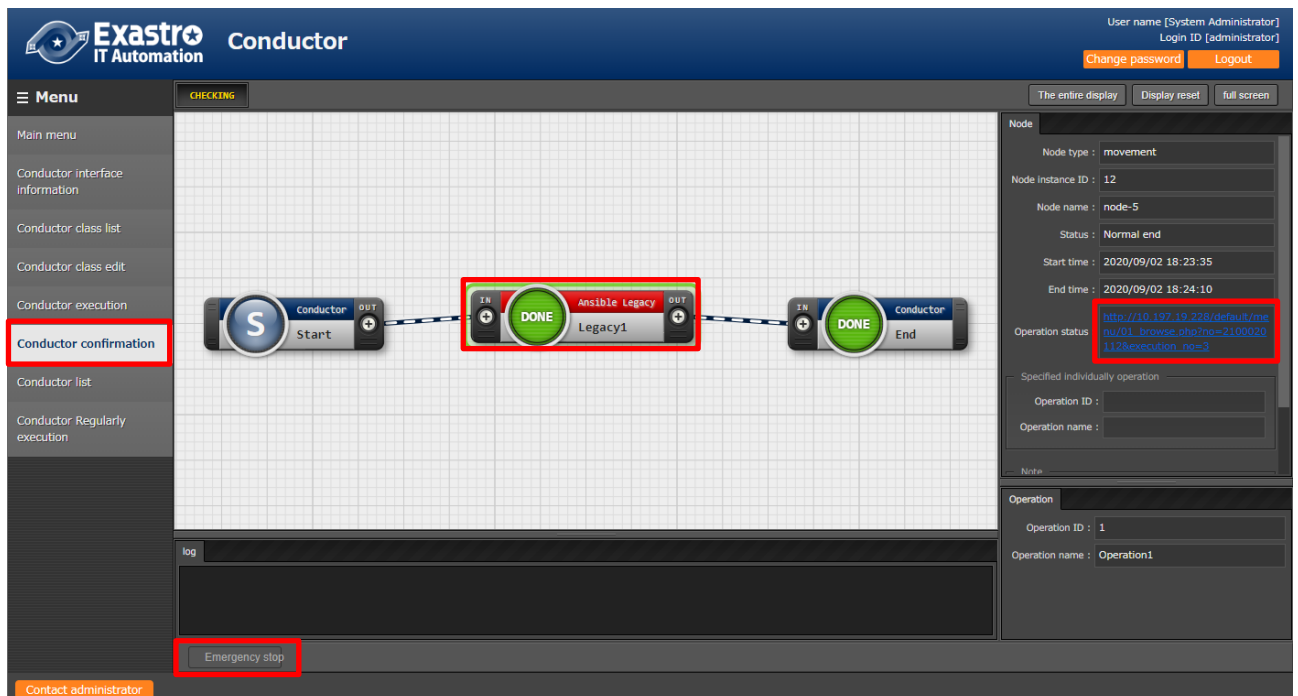 Exastro
IT Automation
Conductor
User name [System Administrator]
Login ID [administrator]
Change password
Logout
Menu
CHECKING
The entire display
Display reset
full screen
Main menu
Conductor interface
information
Conductor class list
Conductor class edit
Conductor execution
Conductor confirmation
Conductor list
Conductor Regularly
execution
S
Conductor
Start
OUT
IN
DONE
Ansible Legacy
Legacy1
OUT
IN
DONE
Conductor
End
Node
Node type : movement
Node instance ID : 12
Node name : node-5
Status : Normal end
Start time : 2020/09/02 18:23:35
End time : 2020/09/02 18:24:10
Operation status
http://10.197.19.228/default/me
nu/01_browse.php?no=2100020
112&execution_no=3
Specified individually operation
Operation ID :
Operation name :
Note
Operation
Operation ID : 1
Operation name : Operation1
log
Emergency stop
Contact administrator